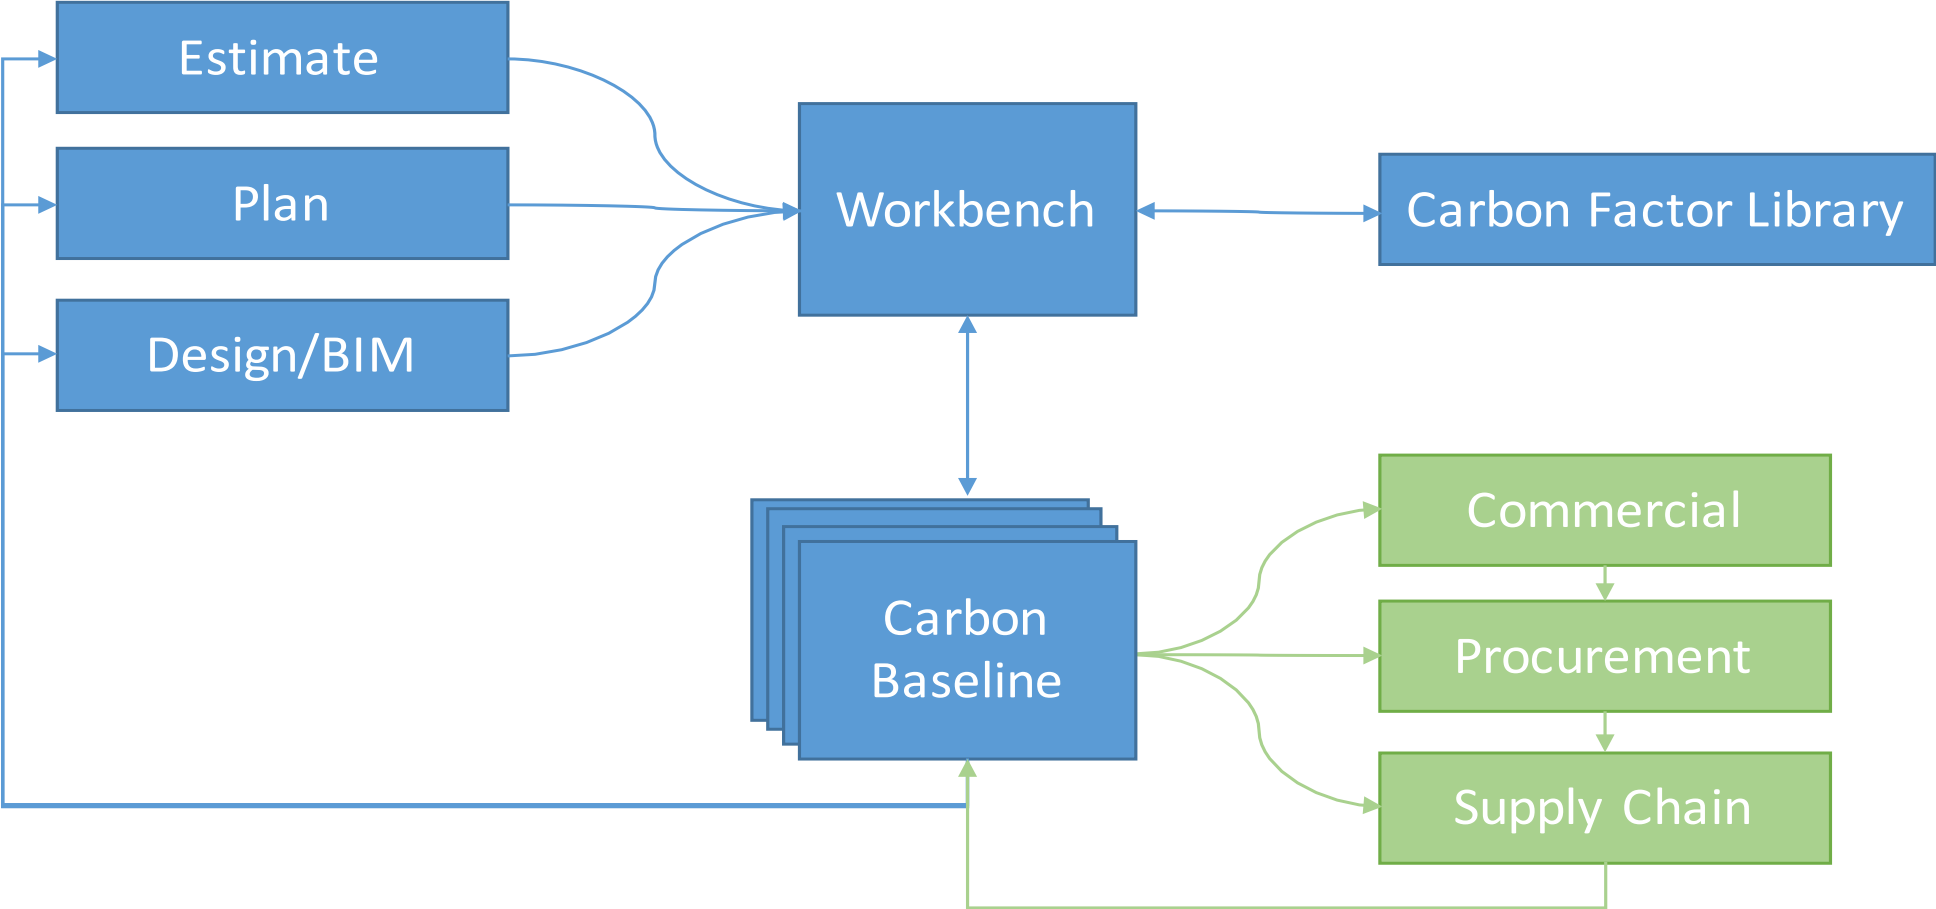 Estimate
Plan
Design/BIM
Workbench
Carbon Factor Library
Carbon
Baseline
Commercial
Procurement
Supply Chain